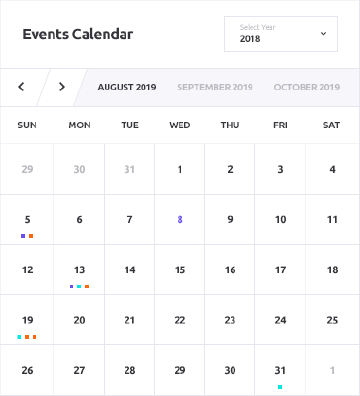 Events Calendar
Select Year
2018
AUGUST 2019 SEPTEMBER 2019 OCTOBER 2019
SUN MON TUE WED THU FRI SAT
29 30 31 1 2 3 4
5 6 7 8 9 10 11
12 13 14 15 16 17 18
19 20 21 22 23 24 25
26 27 28 29 30 31 1